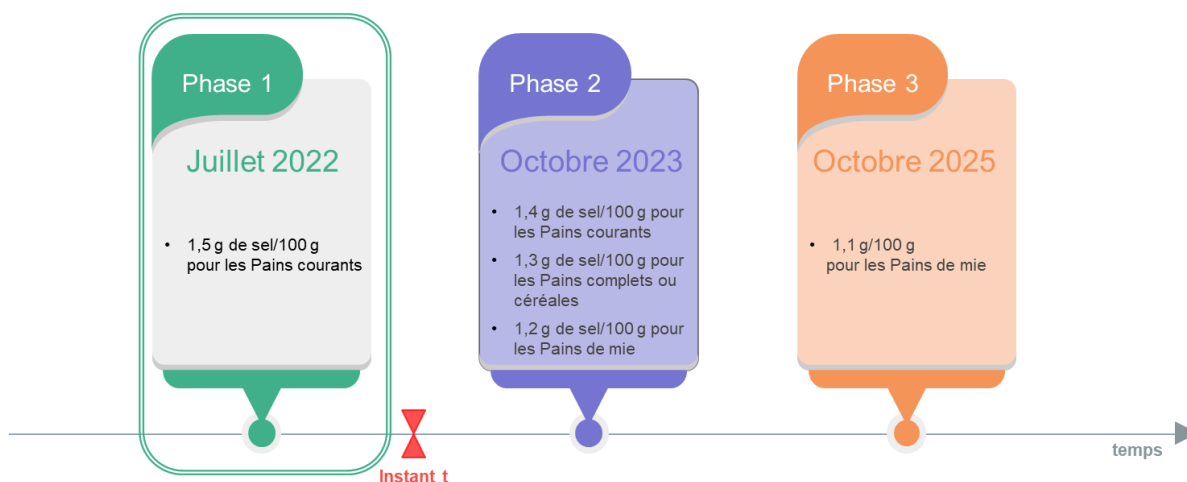 Phase 1
Juillet 2022
• 1,5 g de sel/100 g
pour les Pains courants
Phase 2
Octobre 2023
• 1,4 g de sel/100 g pour
les Pains courants
• 1,3 g de sel/100 g pour
les Pains complets ou
céréales
• 1,2 g de sel/100 g pour
les Pains de mie
Phase 3
Octobre 2025
• 1,1 g/100 g
pour les Pains de mie
Instant t
temps